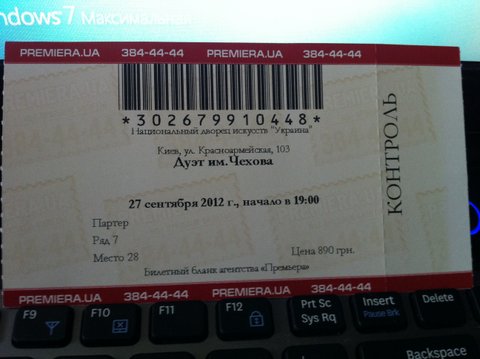 ndows 7 Максимальная
PREMIERA.UA 384-44-44 PREMIERA.UA 384-44-44
*302679910448*
Национальный дворец искусств "Украина"
Киев, ул. Красноармейская, 103
Дуэт им.Чехова
27 сентября 2012 г., начало в 19:00
Партер
Ряд 7
Место 28
Цена 890 грн.
Билетный бланк агентства «Премьера»
КОНТРОЛЬ
PREMIERA.UA 384-44-44 PREMIERA.UA 384-44-44
F9
F10
F11
F12
Prt Sc
Sys Rq
Insert
Pause Brk
Delete